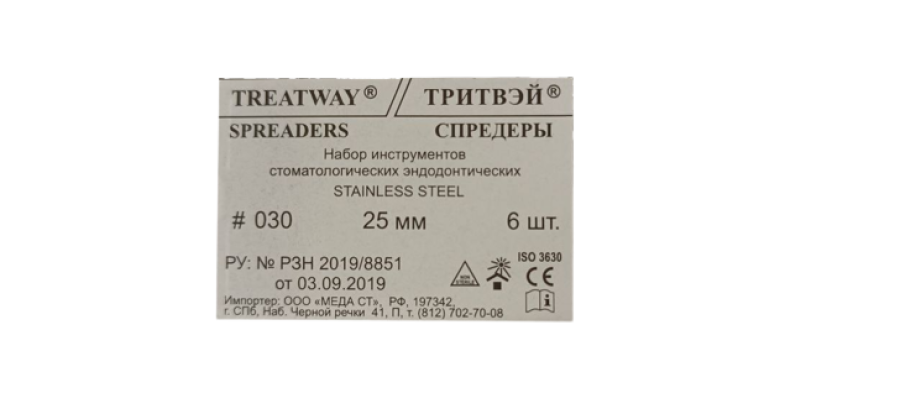 TREATWAY® // ТРИТВЭЙ®
SPREADERS СПРЕДЕРЫ
Набор инструментов
стоматологических эндодонтических
STAINLESS STEEL
# 030 25 мм 6 шт.
РУ: № РЗН 2019/8851
от 03.09.2019
NON
STERILE
ISO 3630
CE
i
Импортер: ООО «МЕДА СТ», РФ, 197342,
г. СПб, Наб. Черной речки 41, П, т. (812) 702-70-08